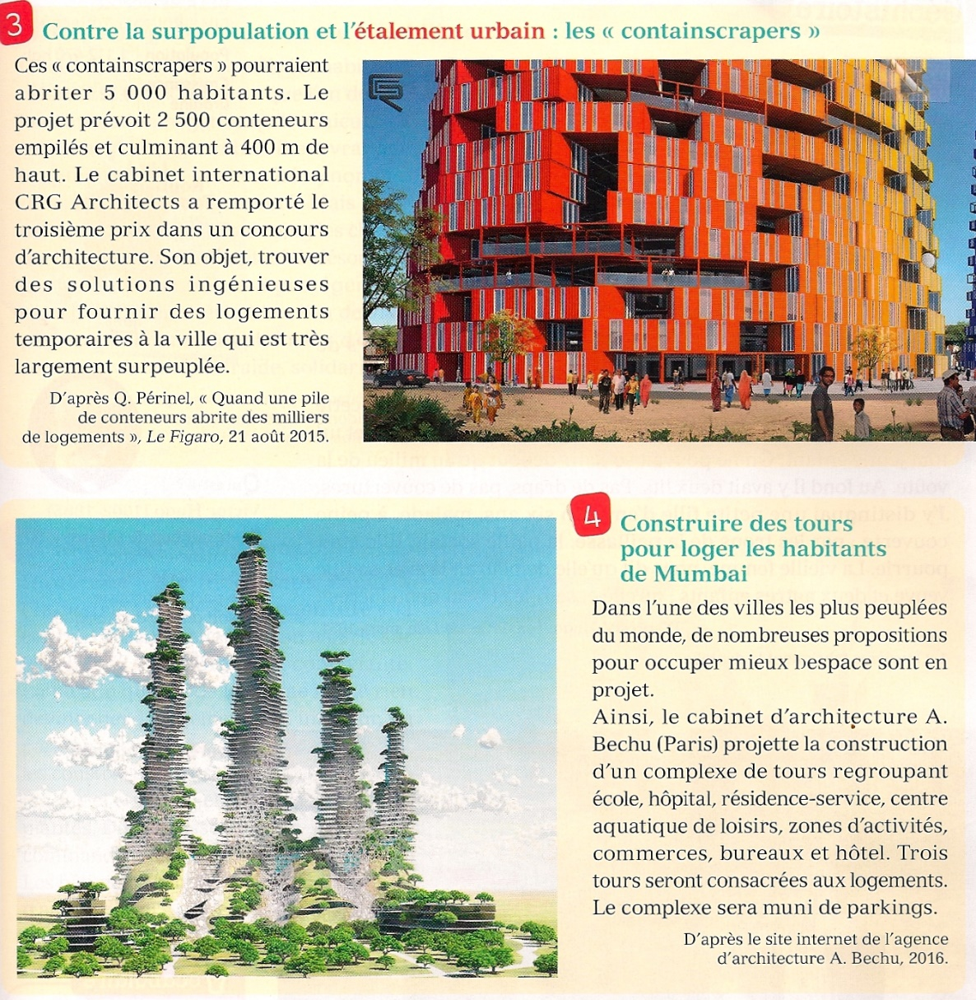 3
Contre la surpopulation et l'étalement urbain : les « containscrapers »
Ces « containscrapers » pourraient
abriter 5 000 habitants. Le
projet prévoit 2 500 conteneurs
empilés et culminant à 400 m de
haut. Le cabinet international
CRG Architects a remporté le
troisième prix dans un concours
d'architecture. Son objet, trouver
des solutions ingénieuses
pour fournir des logements
temporaires à la ville qui est très
largement surpeuplée.
D'après Q. Périnel, « Quand une pile
de conteneurs abrite des milliers
de logements », Le Figaro, 21 août 2015.
4
Construire des tours
pour loger les habitants
de Mumbai
Dans l'une des villes les plus peuplées
du monde, de nombreuses propositions
pour occuper mieux l'espace sont en
projet.
Ainsi, le cabinet d'architecture A.
Bechu (Paris) projette la construction
d'un complexe de tours regroupant
école, hôpital, résidence-service, centre
aquatique de loisirs, zones d'activités,
commerces, bureaux et hôtel. Trois
tours seront consacrées aux logements.
Le complexe sera muni de parkings.
D'après le site internet de l'agence
d'architecture A. Bechu, 2016.